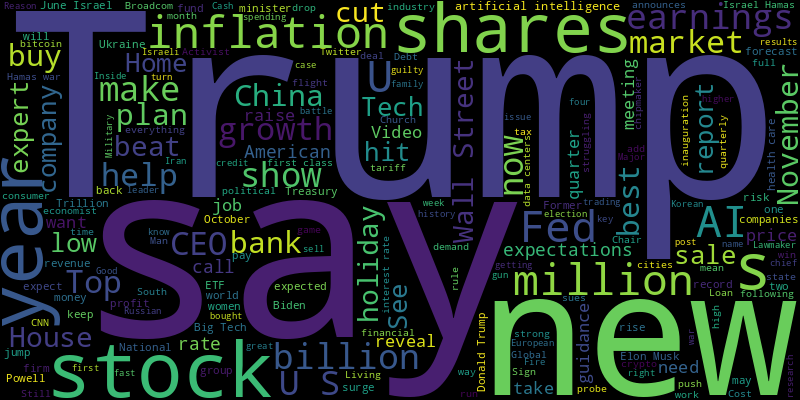 Reason June Israel Broadcom Cash minister drop industry artificial intelligence announces Israel Hamas
month fund spending cut earnings
inflation shares
Trump
bitcoin Ukraine Israeli Activist Twitter deal Debt market forecast results
will Home case guilty full
buy Hamas war Inside turn flight family meeting chipmaker higher
expert company make China U Tech Wall Street four report November
plan raise battle Church issue
Military everything growth Video tax struggling inauguration quarterly
beat Iran American hit now quarter add Major health care
help credit first class tariff data centers
back leader show political Treasury best risk
consumer Trillion job week Former Korean trading one
year economist October holiday history election key AI companies
want time know CEO bank game Fed Chair post name Lawmaker price
low Man call pay sell see demand expectations sale win chief
revenue interest rate rule getting cities mean S state
expect Top Good ETF expected gun million record two
money South world Biden sues Loan following
say new
CNN keep profit Russian women bought financial strong guidance rise high war
House Big Tech reveal European Elon Musk
jump National rate great billion Donald Trump Global Fire crypto need
firm first group Living way Sign right push may
Powell fast U S surge take probe work Cost research
Still stock run